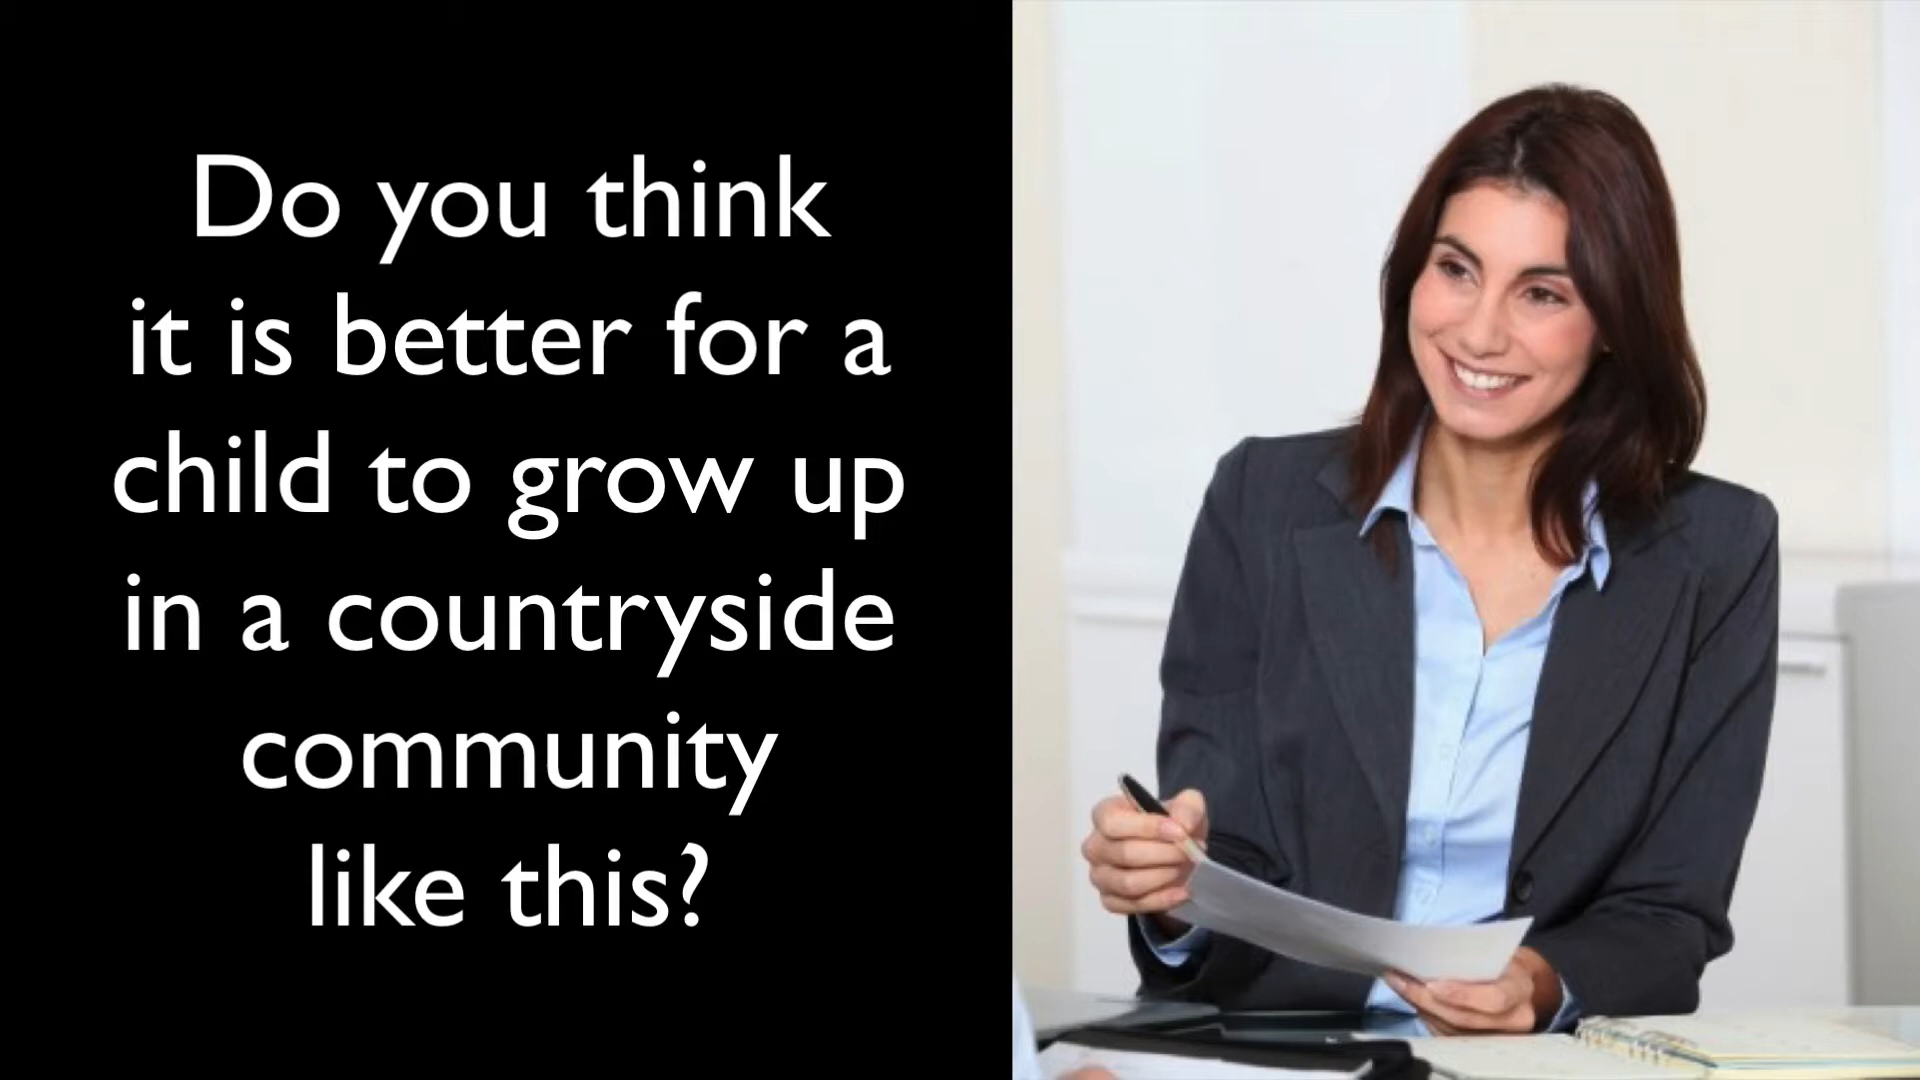 Do you think
it is better for a
child to grow up
in a countryside
community
like this?